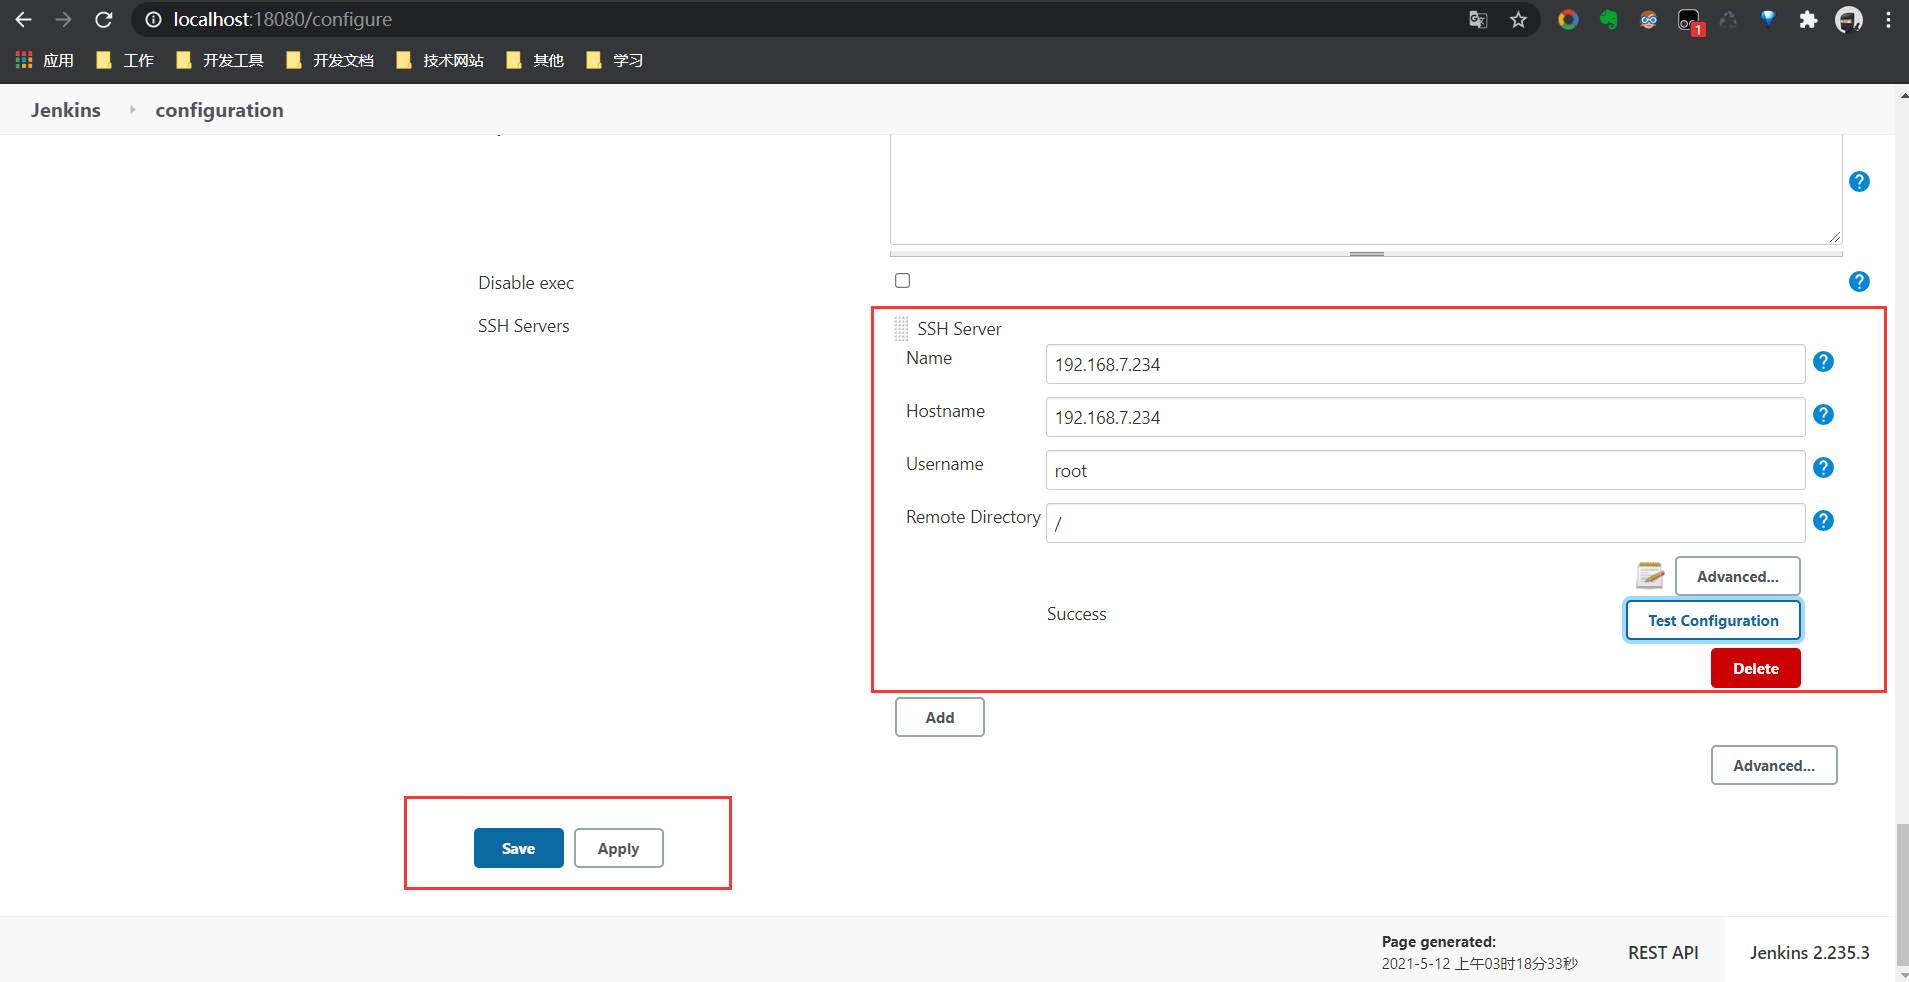 localhost:18080/configure
1
应用 工作 开发工具 开发文档 技术网站 其他 学习
Jenkins configuration
Disable exec
SSH Servers
SSH Server
Name 192.168.7.234
Hostname 192.168.7.234
Username root
Remote Directory /
Advanced...
Success
Test Configuration
Delete
Add
Advanced...
Save Apply
Page generated:
2021-5-12 上午03时18分33秒
REST API
Jenkins 2.235.3